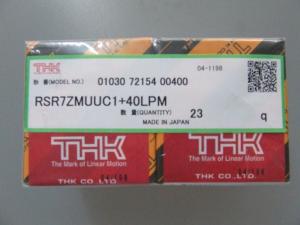 THK
04-1198
型 番(MODEL NO.) 01030 72154 00400
RSR7ZMUUC1+40LPM
数 量(QUANTITY) 23 q
MADE IN JAPAN
THK THK
The Mark of Linear Motion The Mark of Linear Motion
THK CO.,LTD. THK CO.,LTD.